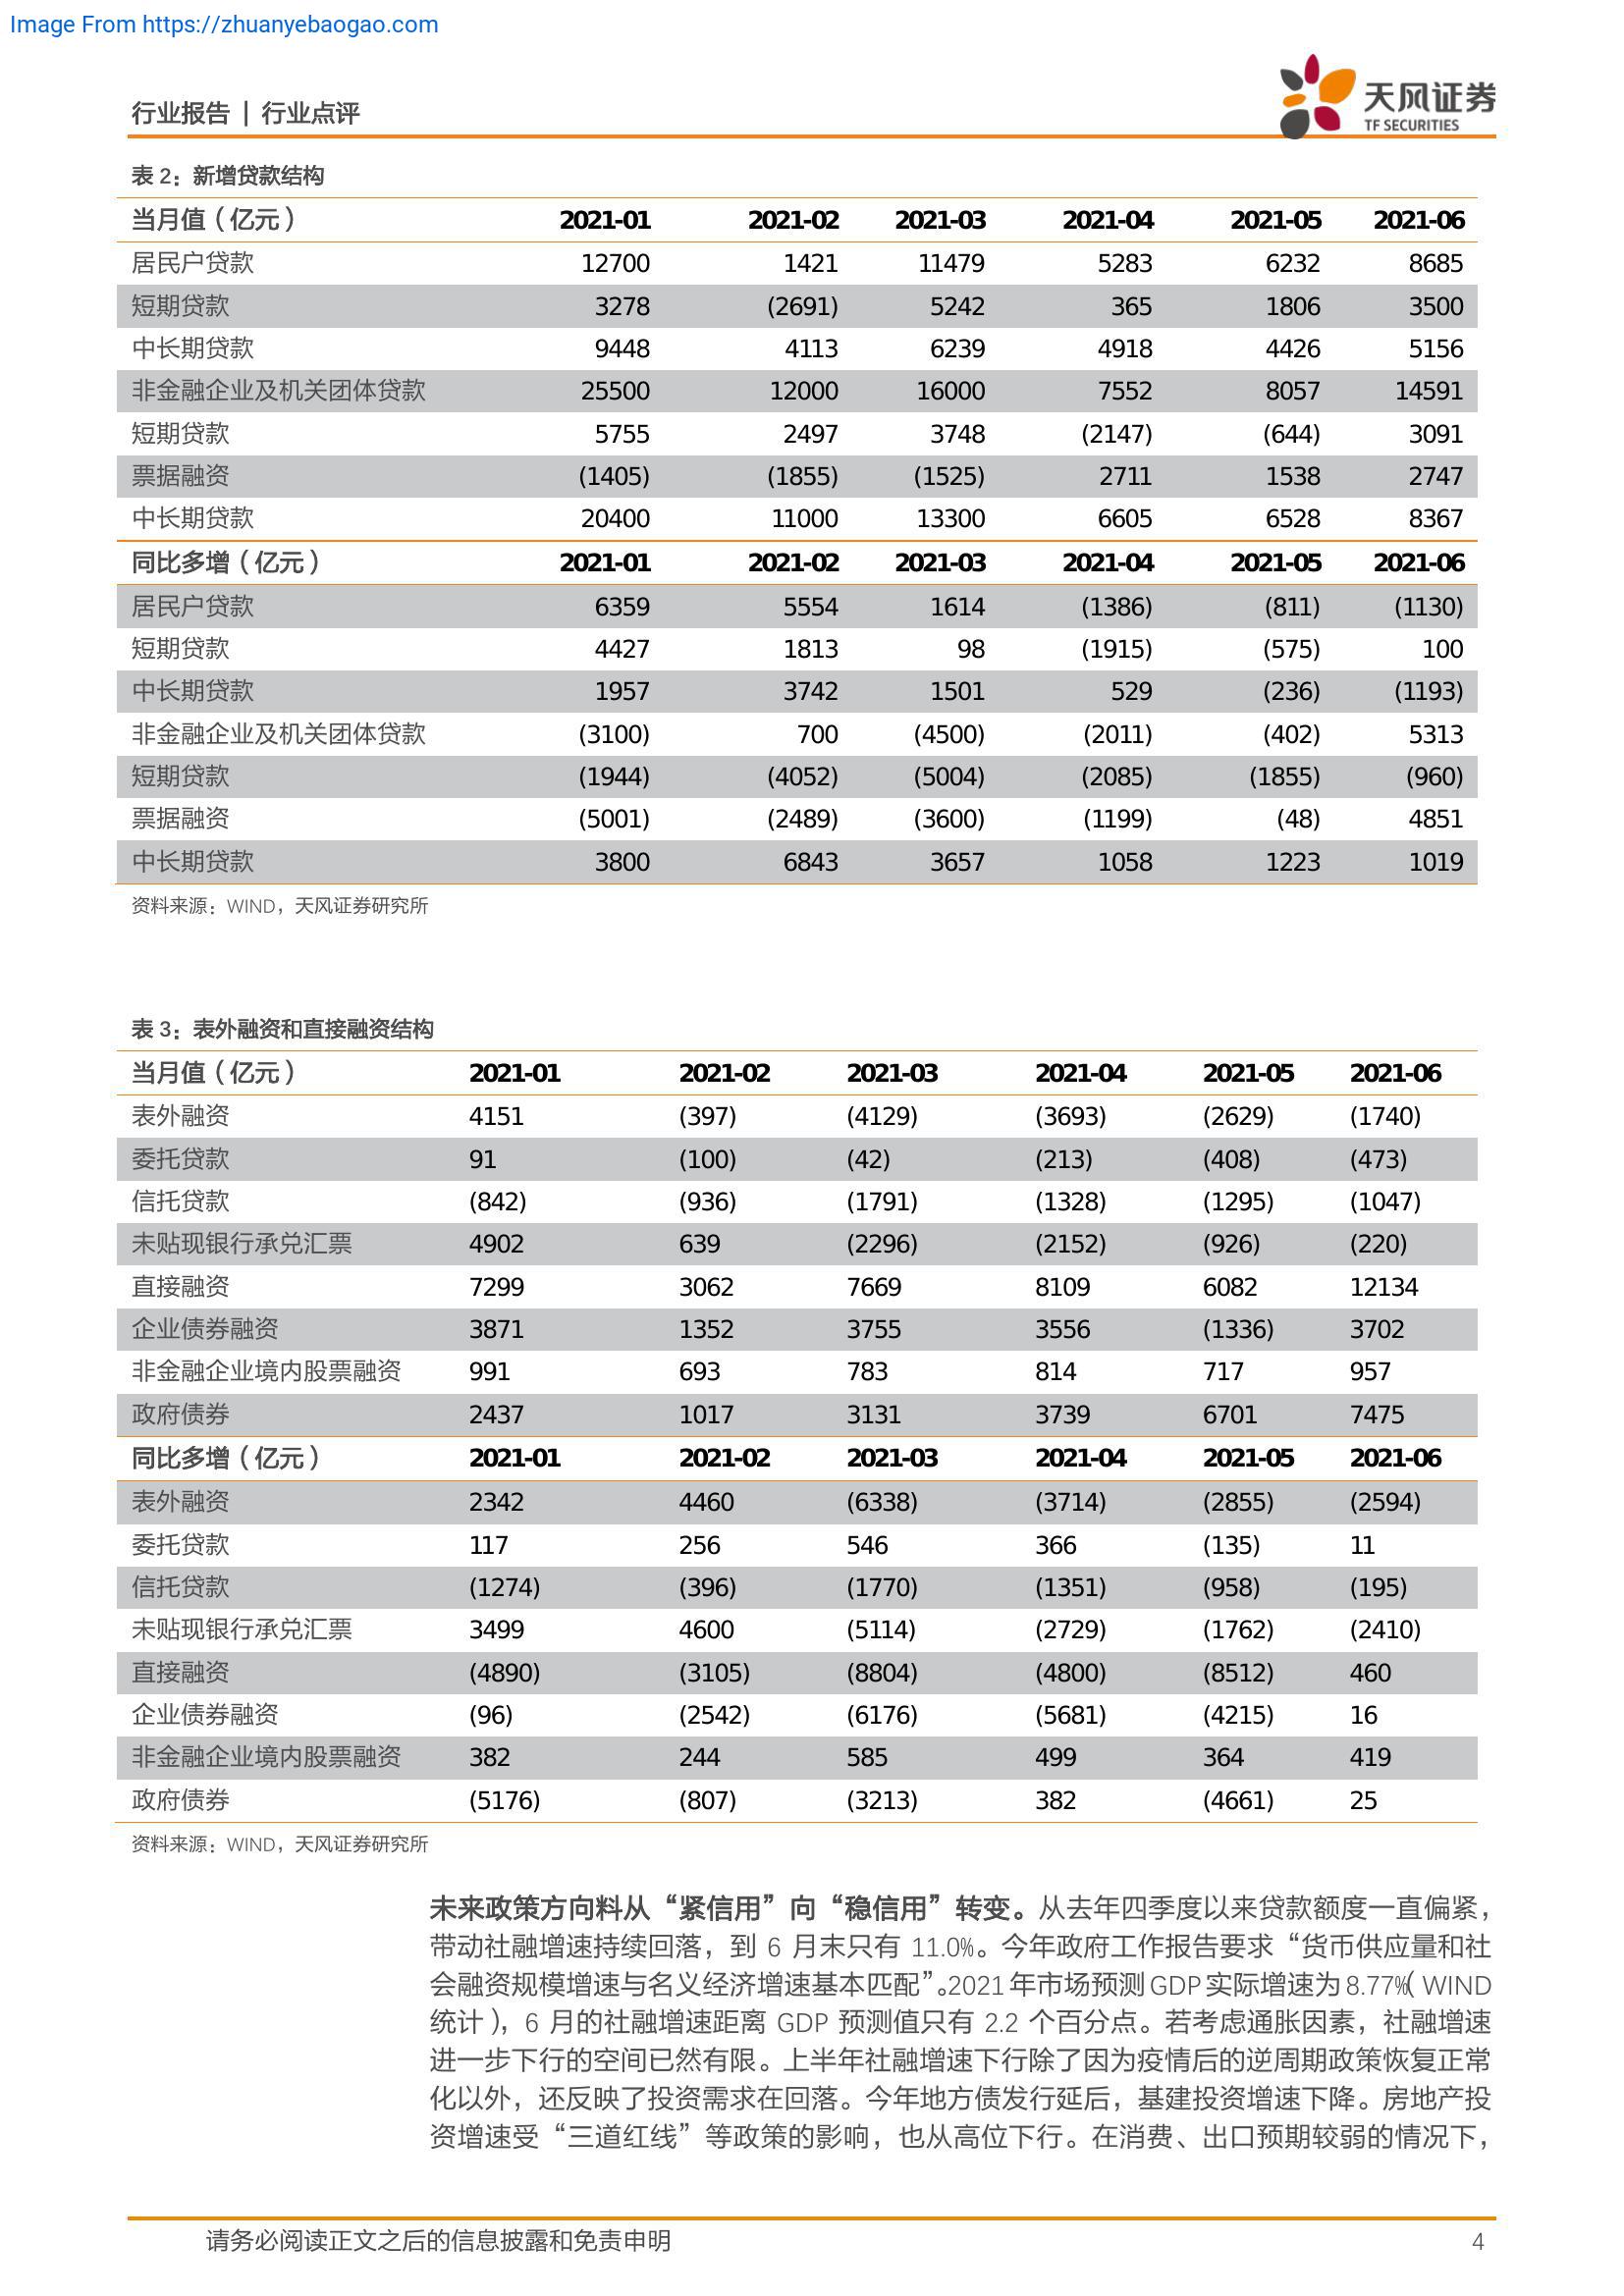 Image From https://zhuanyebaogao.com
行业报告 | 行业点评
天风证券
TF SECURITIES
表 2：新增贷款结构
当月值（亿元） 2021-01 2021-02 2021-03 2021-04 2021-05 2021-06
居民户贷款 12700 1421 11479 5283 6232 8685
短期贷款 3278 (2691) 5242 365 1806 3500
中长期贷款 9448 4113 6239 4918 4426 5156
非金融企业及机关团体贷款 25500 12000 16000 7552 8057 14591
短期贷款 5755 2497 3748 (2147) (644) 3091
票据融资 (1405) (1855) (1525) 2711 1538 2747
中长期贷款 20400 11000 13300 6605 6528 8367
同比多增（亿元） 2021-01 2021-02 2021-03 2021-04 2021-05 2021-06
居民户贷款 6359 5554 1614 (1386) (811) (1130)
短期贷款 4427 1813 98 (1915) (575) 100
中长期贷款 1957 3742 1501 529 (236) (1193)
非金融企业及机关团体贷款 (3100) 700 (4500) (2011) (402) 5313
短期贷款 (1944) (4052) (5004) (2085) (1855) (960)
票据融资 (5001) (2489) (3600) (1199) (48) 4851
中长期贷款 3800 6843 3657 1058 1223 1019
资料来源：WIND，天风证券研究所
表 3：表外融资和直接融资结构
当月值（亿元） 2021-01 2021-02 2021-03 2021-04 2021-05 2021-06
表外融资 4151 (397) (4129) (3693) (2629) (1740)
委托贷款 91 (100) (42) (213) (408) (473)
信托贷款 (842) (936) (1791) (1328) (1295) (1047)
未贴现银行承兑汇票 4902 639 (2296) (2152) (926) (220)
直接融资 7299 3062 7669 8109 6082 12134
企业债券融资 3871 1352 3755 3556 (1336) 3702
非金融企业境内股票融资 991 693 783 814 717 957
政府债券 2437 1017 3131 3739 6701 7475
同比多增（亿元） 2021-01 2021-02 2021-03 2021-04 2021-05 2021-06
表外融资 2342 4460 (6338) (3714) (2855) (2594)
委托贷款 117 256 546 366 (135) 11
信托贷款 (1274) (396) (1770) (1351) (958) (195)
未贴现银行承兑汇票 3499 4600 (5114) (2729) (1762) (2410)
直接融资 (4890) (3105) (8804) (4800) (8512) 460
企业债券融资 (96) (2542) (6176) (5681) (4215) 16
非金融企业境内股票融资 382 244 585 499 364 419
政府债券 (5176) (807) (3213) 382 (4661) 25
资料来源：WIND，天风证券研究所
未来政策方向料从“紧信用”向“稳信用”转变。从去年四季度以来贷款额度一直偏紧，
带动社融增速持续回落，到 6 月末只有 11.0%。今年政府工作报告要求“货币供应量和社
会融资规模增速与名义经济增速基本匹配”。2021 年市场预测 GDP 实际增速为 8.77%（WIND
统计），6 月的社融增速距离 GDP 预测值只有 2.2 个百分点。若考虑通胀因素，社融增速
进一步下行的空间已然有限。上半年社融增速下行除了因为疫情后的逆周期政策恢复正常
化以外，还反映了投资需求在回落。今年地方债发行延后，基建投资增速下降。房地产投
资增速受“三道红线”等政策的影响，也从高位下行。在消费、出口预期较弱的情况下，
请务必阅读正文之后的信息披露和免责申明 4